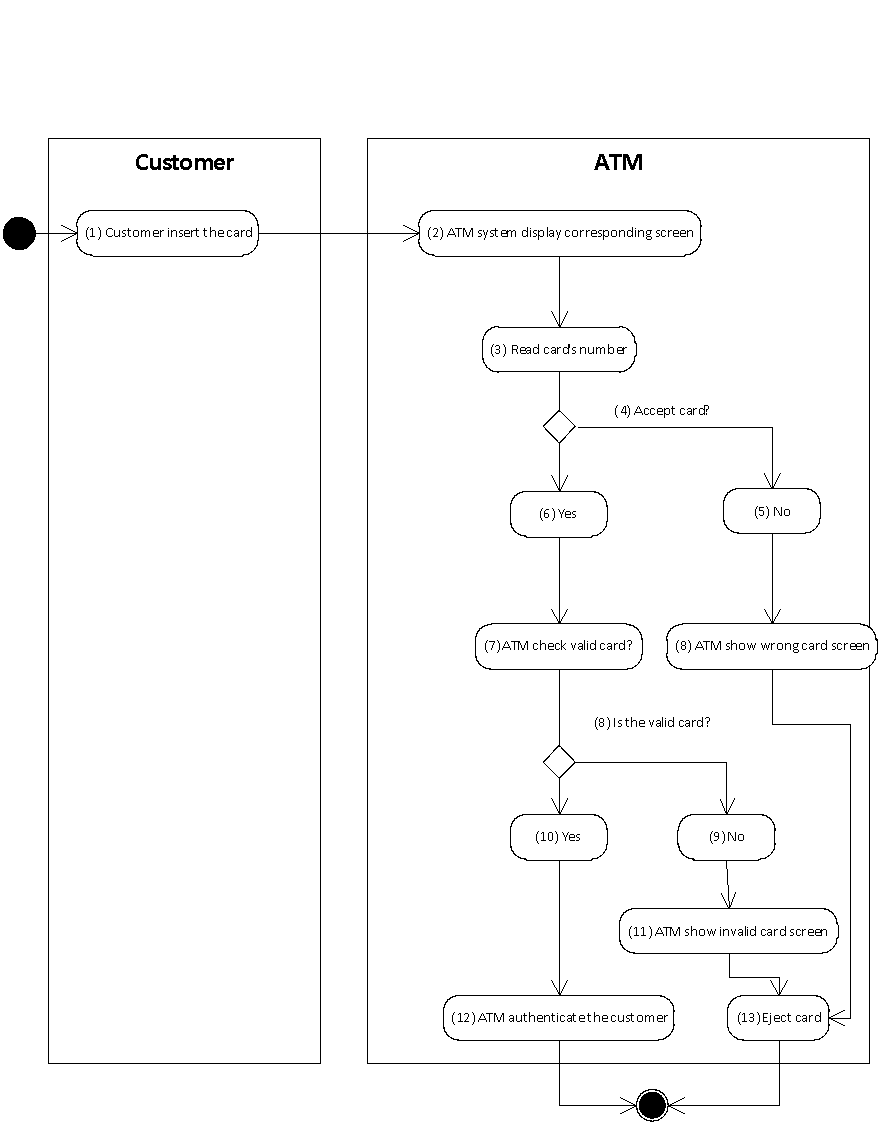 Customer
ATM
(1) Customer insert the card
(2) ATM system display corresponding screen
(3) Read card's number
(4) Accept card?
(6) Yes
(5) No
(7) ATM check valid card?
(8) ATM show wrong card screen
(8) Is the valid card?
(10) Yes
(9) No
(11) ATM show invalid card screen
(12) ATM authenticate the customer
(13) Eject card